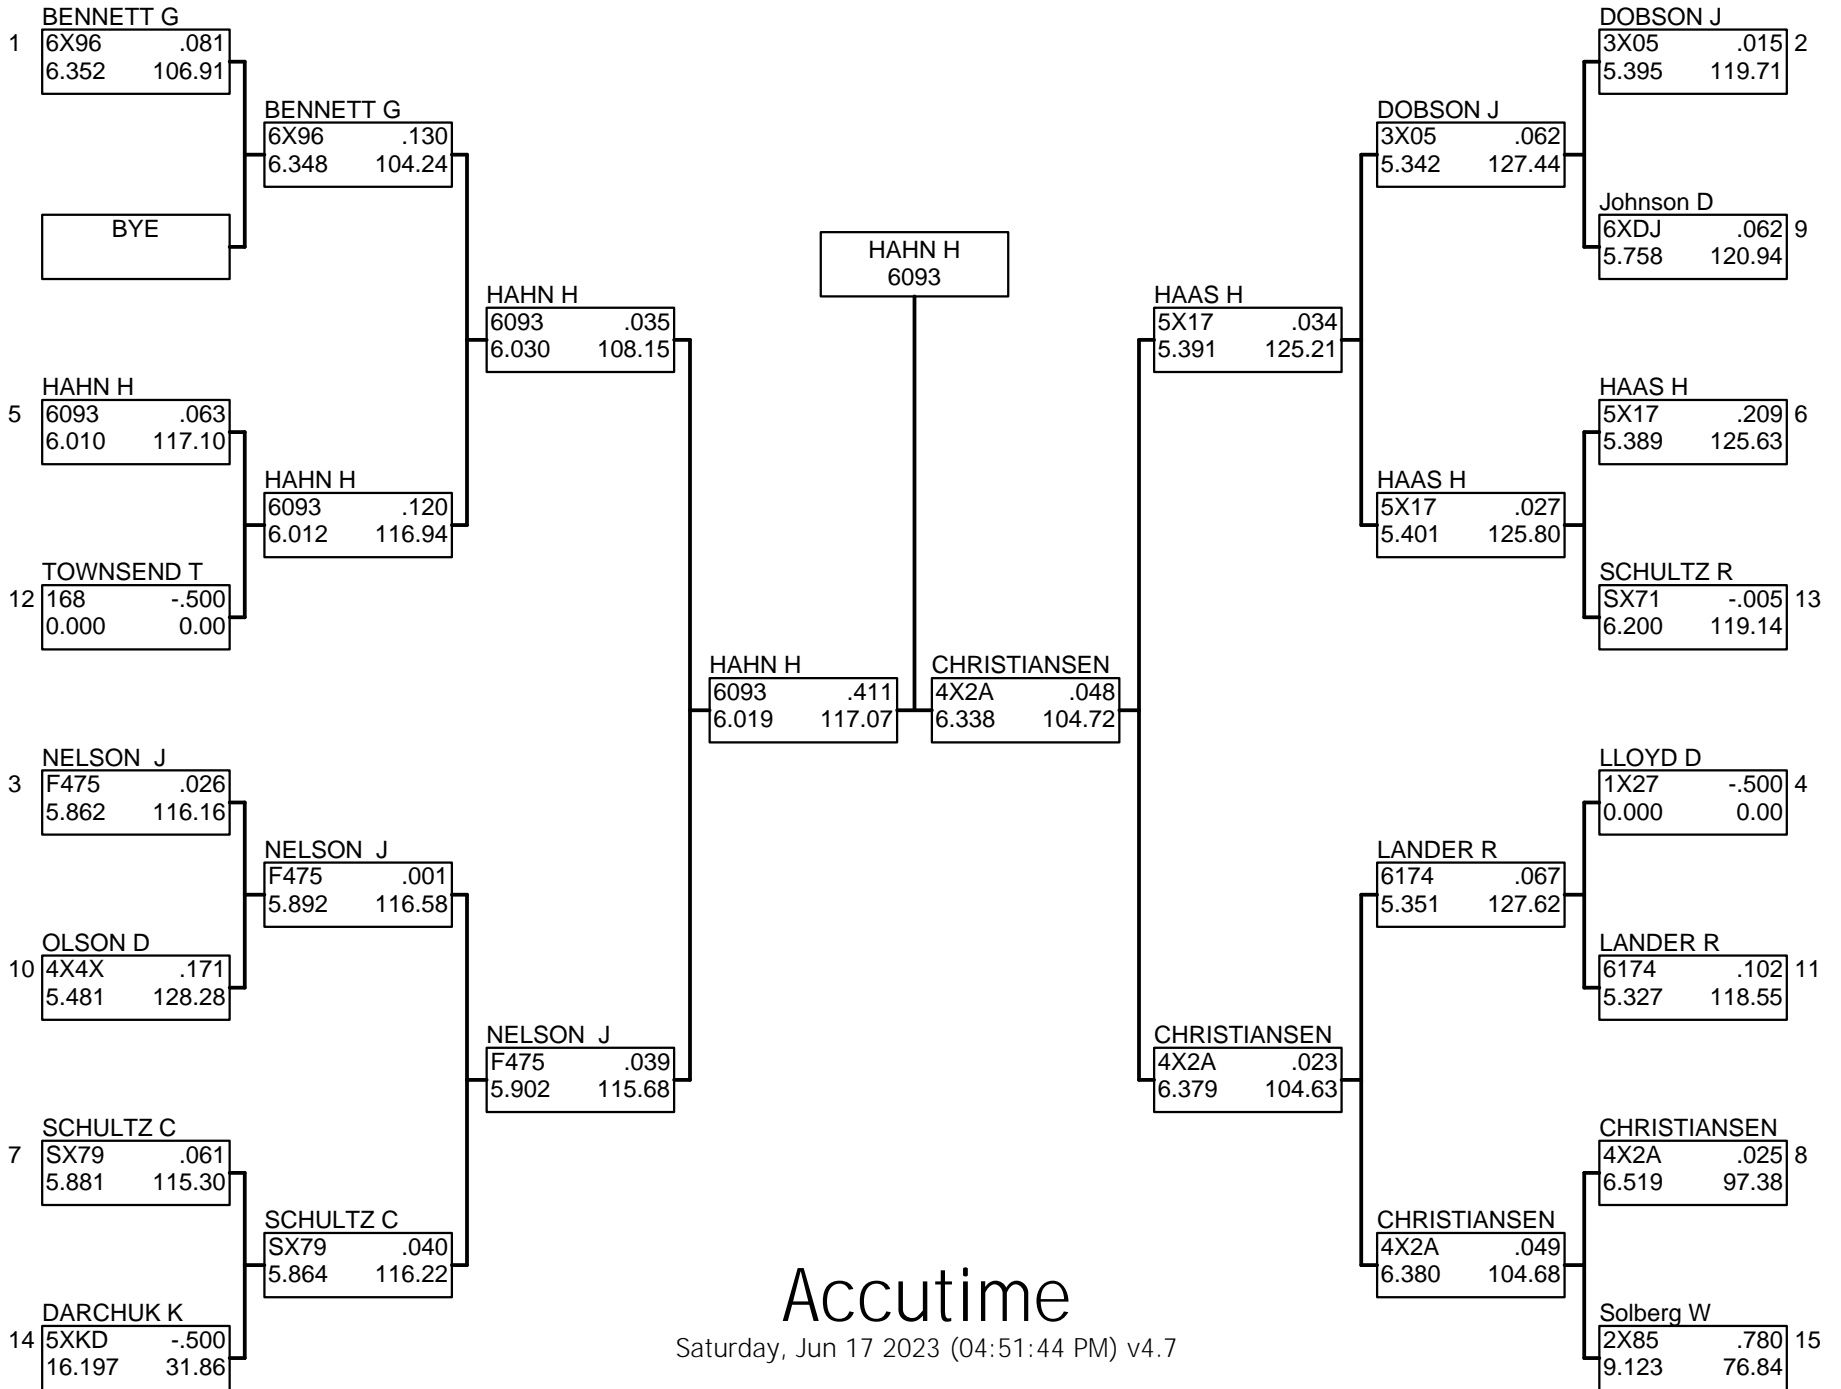 BENNETT G
1 6X96 .081
6.352 106.91
BYE
HAHN H
5 6093 .063
6.010 117.10
TOWNSEND T
12 168 -.500
0.000 0.00
NELSON J
3 F475 .026
5.862 116.16
OLSON D
10 4X4X .171
5.481 128.28
SCHULTZ C
7 SX79 .061
5.881 115.30
DARCHUK K
14 5XKD -.500
16.197 31.86
BENNETT G
6X96 .130
6.348 104.24
HAHN H
6093 .120
6.012 116.94
NELSON J
F475 .001
5.892 116.58
SCHULTZ C
SX79 .040
5.864 116.22
HAHN H
6093 .035
6.030 108.15
NELSON J
F475 .039
5.902 115.68
HAHN H
6093 .411
6.019 117.07
HAHN H
6093
CHRISTIANSEN
4X2A .048
6.338 104.72
HAAS H
5X17 .034
5.391 125.21
CHRISTIANSEN
4X2A .023
6.379 104.63
DOBSON J
3X05 .062
5.342 127.44
HAAS H
5X17 .027
5.401 125.80
LANDER R
6174 .067
5.351 127.62
CHRISTIANSEN
4X2A .049
6.380 104.68
DOBSON J
3X05 .015 2
5.395 119.71
Johnson D
6XDJ .062 9
5.758 120.94
HAAS H
5X17 .209 6
5.389 125.63
SCHULTZ R
SX71 -.005 13
6.200 119.14
LLOYD D
1X27 -.500 4
0.000 0.00
LANDER R
6174 .102 11
5.327 118.55
CHRISTIANSEN
4X2A .025 8
6.519 97.38
Solberg W
2X85 .780 15
9.123 76.84
Accutime
Saturday, Jun 17 2023 (04:51:44 PM) v4.7